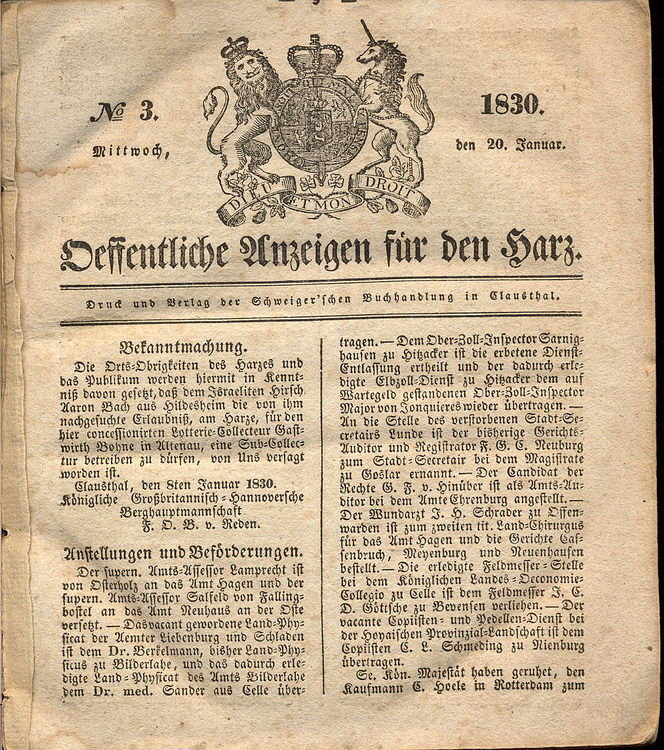 № 3.
1830.
Mittwoch,
den 20. Januar.
DIEU ET MON DROIT
Oeffentliche Anzeigen für den Harz.
Druck und Verlag der Schweiger'schen Buchhandlung in Clausthal.
Bekanntmachung.
Die Orts-Obrigkeiten des Harzes und
das Publikum werden hiermit in Kennt-
niß davon gesetzt, daß dem Israeliten Hirsch
Aaron Bach aus Hildesheim die von ihm
nachgesuchte Erlaubniß, am Harze, für den
hier concessionirten Lotterie-Collecteur Gast-
wirth Bohne in Altenau, eine Sub-Collec-
tur betreiben zu dürfen, von Uns versagt
worden ist.
Clausthal, den 8ten Januar 1830.
Königliche Großbritannisch-Hannoversche
Berghauptmannschaft
F. O. B. v. Reden.
Anstellungen und Beförderungen.
Der supern. Amts-Assessor Lamprecht ist
von Osterholz an das Amt Hagen und der
supern. Amts-Assessor Salfeld von Falling-
bostel an das Amt Neuhaus an der Oste
versetzt. — Das vacant gewordene Land-Phy-
sicat der Aemter Liebenburg und Schladen
ist dem Dr. Berkelmann, bisher Land-Phy-
sicus zu Bilderlahe, und das dadurch erle-
digte Land-Physicat des Amts Bilderlahe
dem Dr. med. Sander aus Celle über-
tragen. — Dem Ober-Zoll-Inspector Sarnig-
hausen zu Hitzacker ist die erbetene Dienst-
Entlassung ertheilt und der dadurch erle-
digte Elbzoll-Dienst zu Hitzacker dem auf
Wartegeld gestandenen Ober-Zoll-Inspector
Major von Jonquieres wieder übertragen. —
An die Stelle des verstorbenen Stadt-Se-
cretairs Lunde ist der bisherige Gerichts-
Auditor und Registrator F. G. C. Neuburg
zum Stadt-Secretair bei dem Magistrate
zu Goslar ernannt. — Der Candidat der
Rechte G. F. v. Hinüber ist als Amts-Au-
ditor bei dem Amte Ehrenburg angestellt. —
Der Wundarzt J. H. Schrader zu Offen-
warden ist zum zweiten tit. Land-Chirurgus
für das Amt Hagen und die Gerichte Cas-
senbruch, Meyenburg und Neuenhausen
bestellt. — Die erledigte Feldmesser-Stelle
bei dem Königlichen Landes-Oeconomie-
Collegio zu Celle ist dem Feldmesser J. C.
D. Göttsche zu Bevensen verliehen. — Der
vacante Copiisten- und Pedellen-Dienst bei
der Hoyaischen Provinzial-Landschaft ist dem
Copiisten C. L. Schmeding zu Nienburg
übertragen.
Se. Kön. Majestät haben geruhet, den
Kaufmann C. Hoele in Rotterdam zum